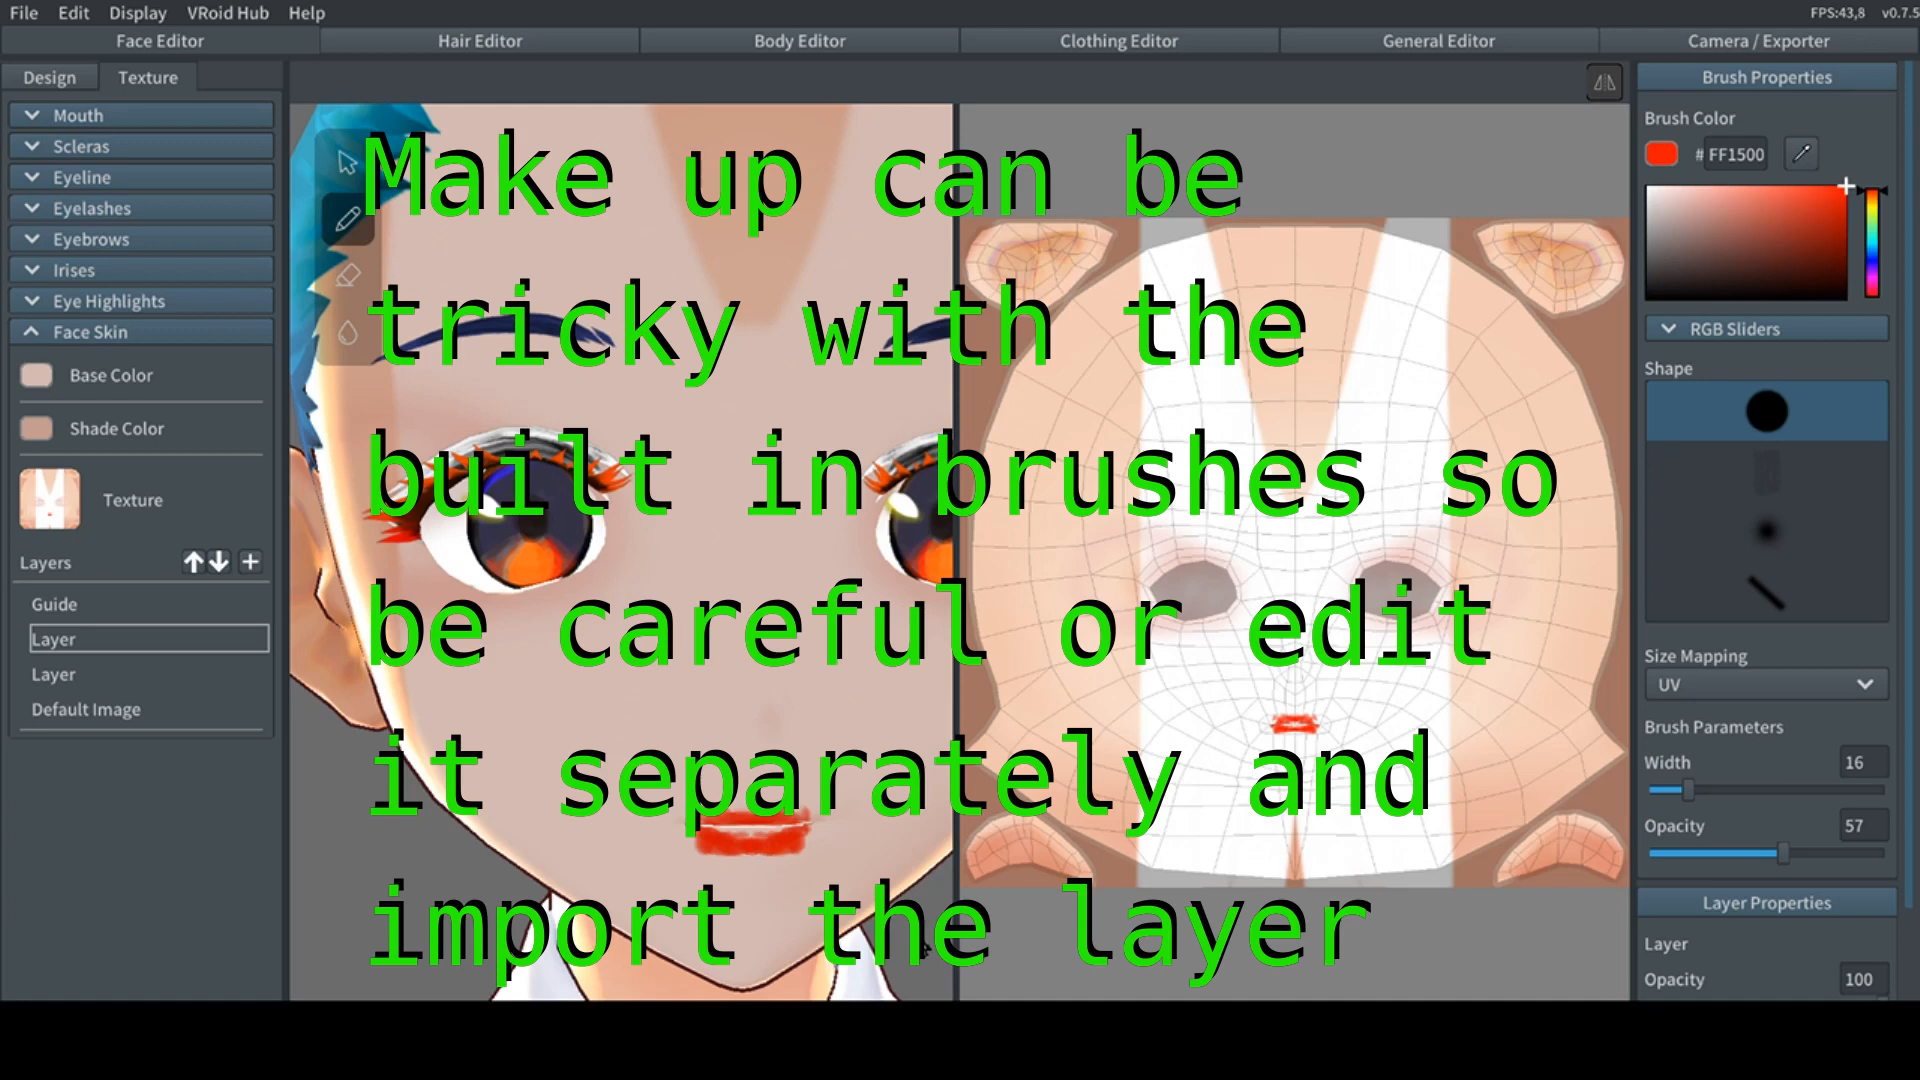 File Edit Display VRoid Hub Help
FPS:43,8 v0.7.5
Face Editor Hair Editor Body Editor Clothing Editor General Editor Camera / Exporter
Design Texture
Mouth
Scleras
Eyeline
Eyelashes
Eyebrows
Irises
Eye Highlights
Face Skin
Base Color
Shade Color
Texture
Layers
Guide
Layer
Layer
Default Image
Make up can be
tricky with the
built in brushes so
be careful or edit
it separately and
import the layer
Brush Properties
Brush Color
# FF1500
RGB Sliders
Shape
Size Mapping
UV
Brush Parameters
Width 16
Opacity 57
Layer Properties
Layer
Opacity 100